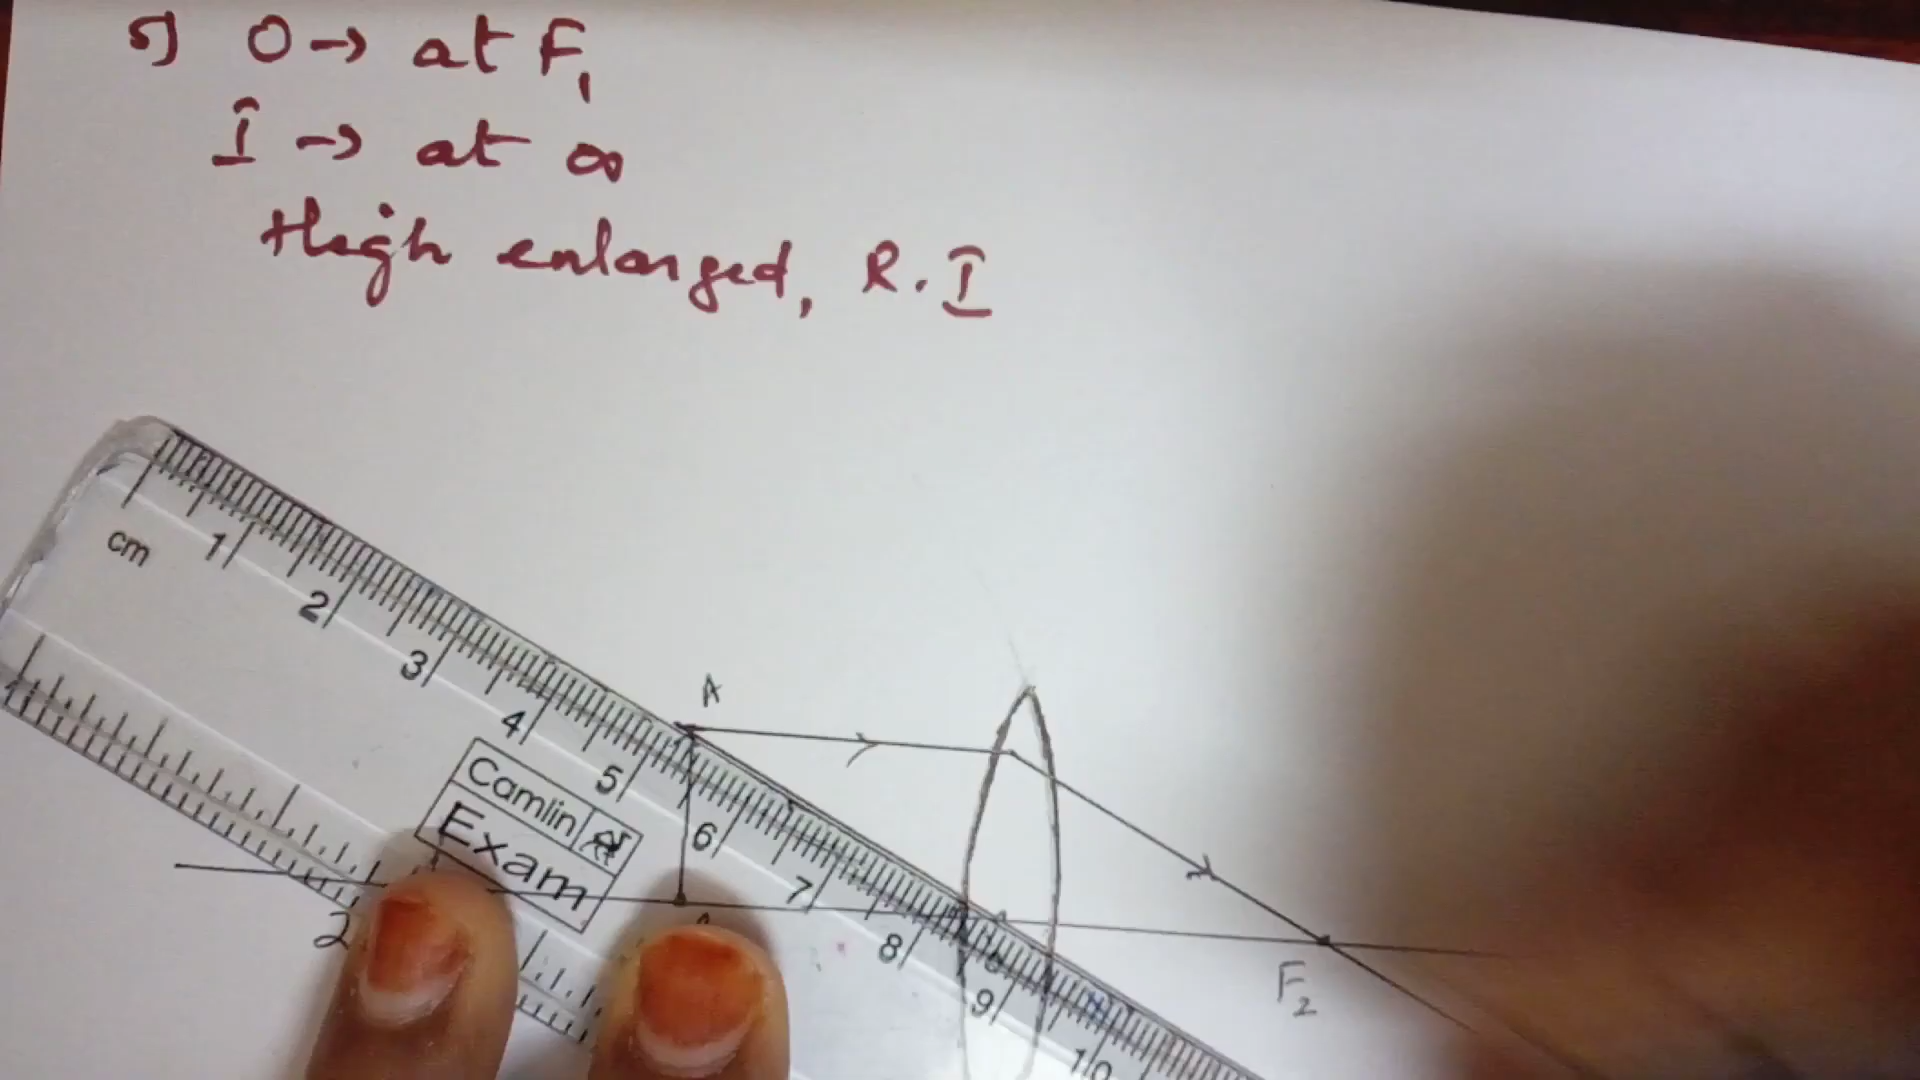 5) O → at F₁
I → at ∞
High enlarged, R.I
cm 1 2 3 4 5 6 7 8 9 10
Camlin
Exam
A
2
F₂